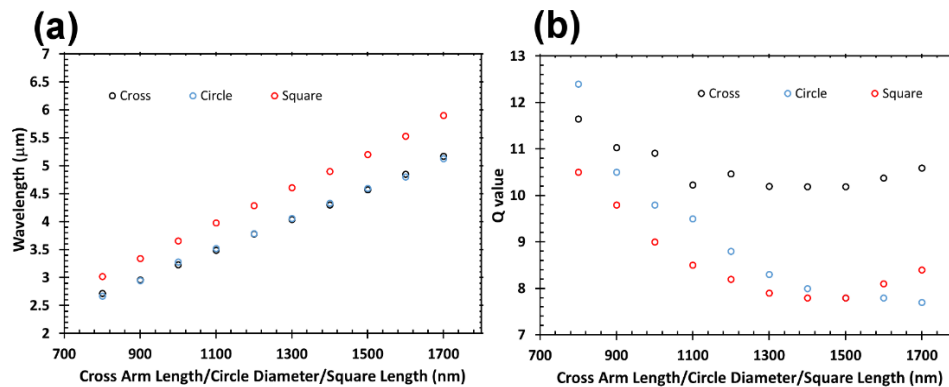 (a)
7
6.5
6
5.5
5
4.5
4
3.5
3
2.5
2
Wavelength (μm)
Cross Circle Square
700 900 1100 1300 1500 1700
Cross Arm Length/Circle Diameter/Square Length (nm)
(b)
13
12
11
10
9
8
7
Q value
Cross Circle Square
700 900 1100 1300 1500 1700
Cross Arm Length/Circle Diameter/Square Length (nm)